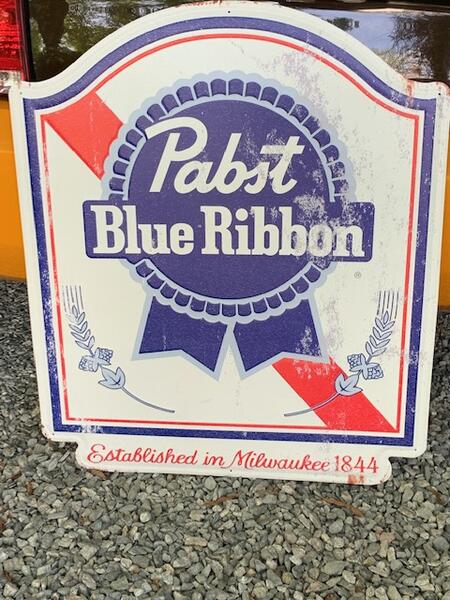 Pabst
Blue Ribbon
®
Established in Milwaukee 1844